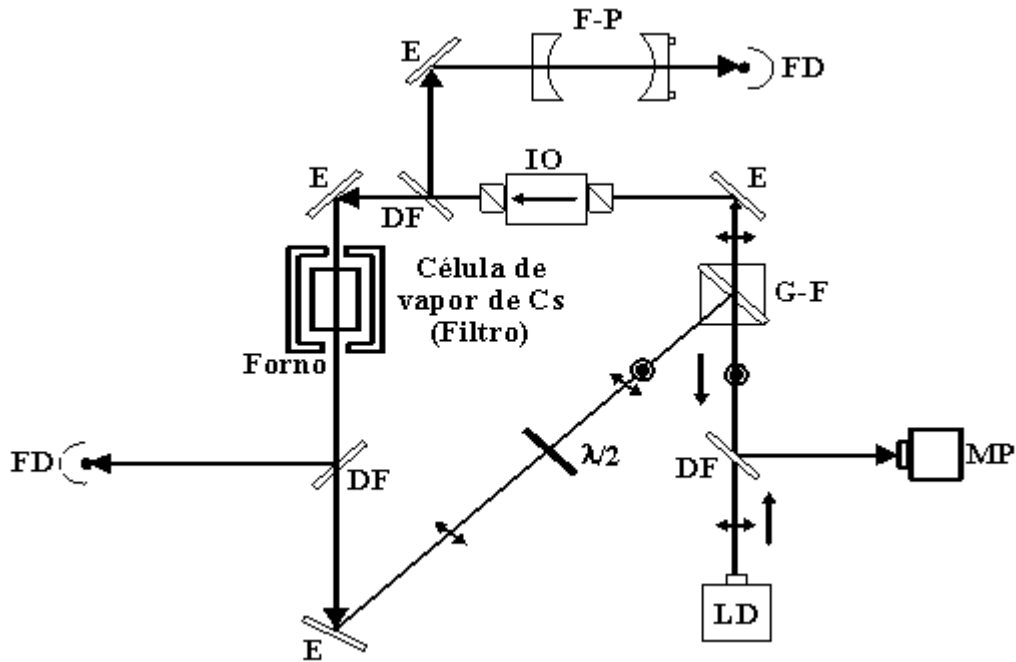 F-P
E
FD
IO
E
E
DF
Célula de
vapor de Cs
(Filtro)
G-F
Forno
λ/2
FD
DF
DF
MP
LD
E